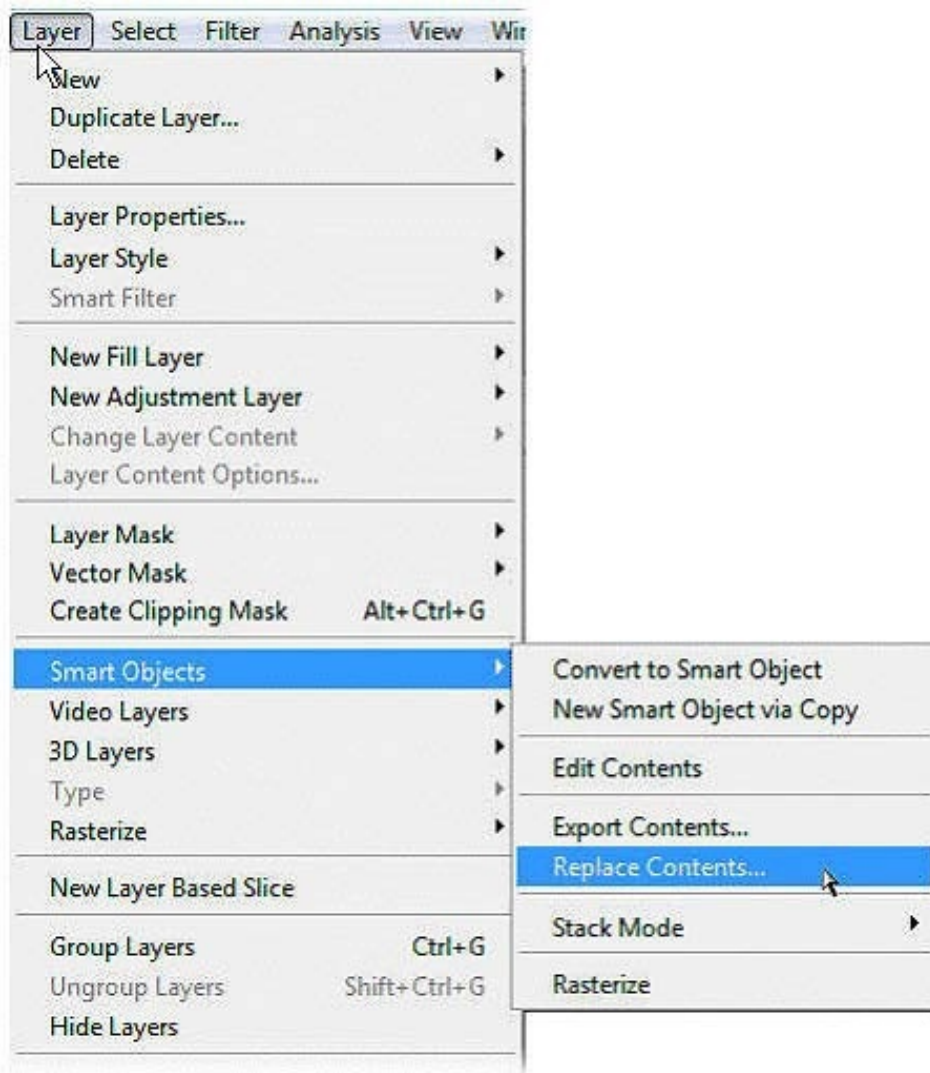 Layer Select Filter Analysis View
New
Duplicate Layer...
Delete
Layer Properties...
Layer Style
Smart Filter
New Fill Layer
New Adjustment Layer
Change Layer Content
Layer Content Options...
Layer Mask
Vector Mask
Create Clipping Mask Alt+Ctrl+G
Smart Objects
Video Layers
3D Layers
Type
Rasterize
New Layer Based Slice
Group Layers Ctrl+G
Ungroup Layers Shift+Ctrl+G
Hide Layers
Convert to Smart Object
New Smart Object via Copy
Edit Contents
Export Contents...
Replace Contents...
Stack Mode
Rasterize